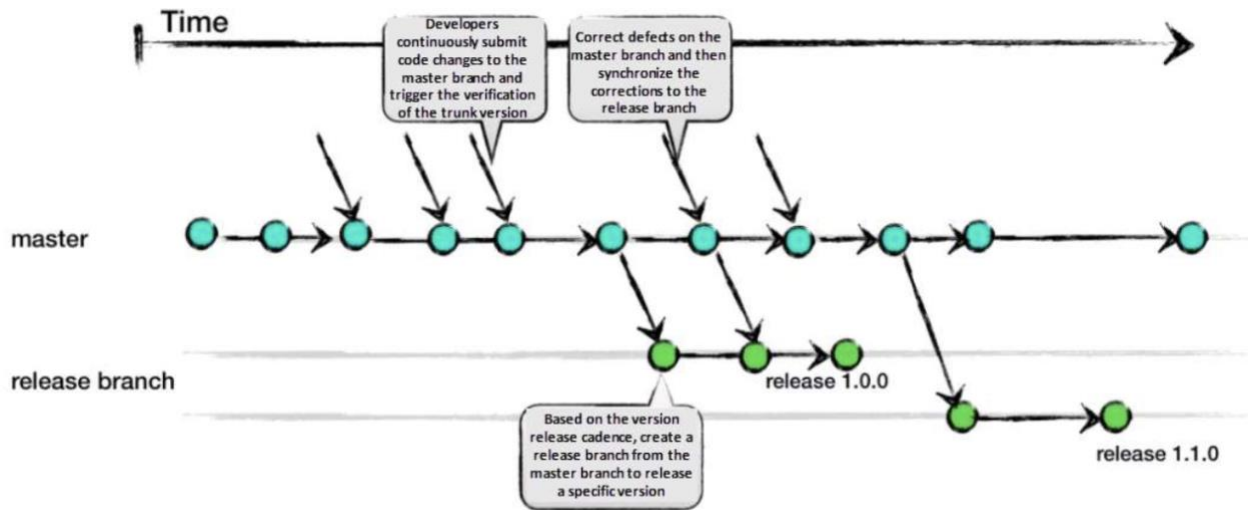 Time
Developers
continuously submit
code changes to the
master branch and
trigger the verification
of the trunk version
Correct defects on the
master branch and then
synchronize the
corrections to the
release branch
master
release branch
release 1.0.0
Based on the version
release cadence, create a
release branch from the
master branch to release
a specific version
release 1.1.0